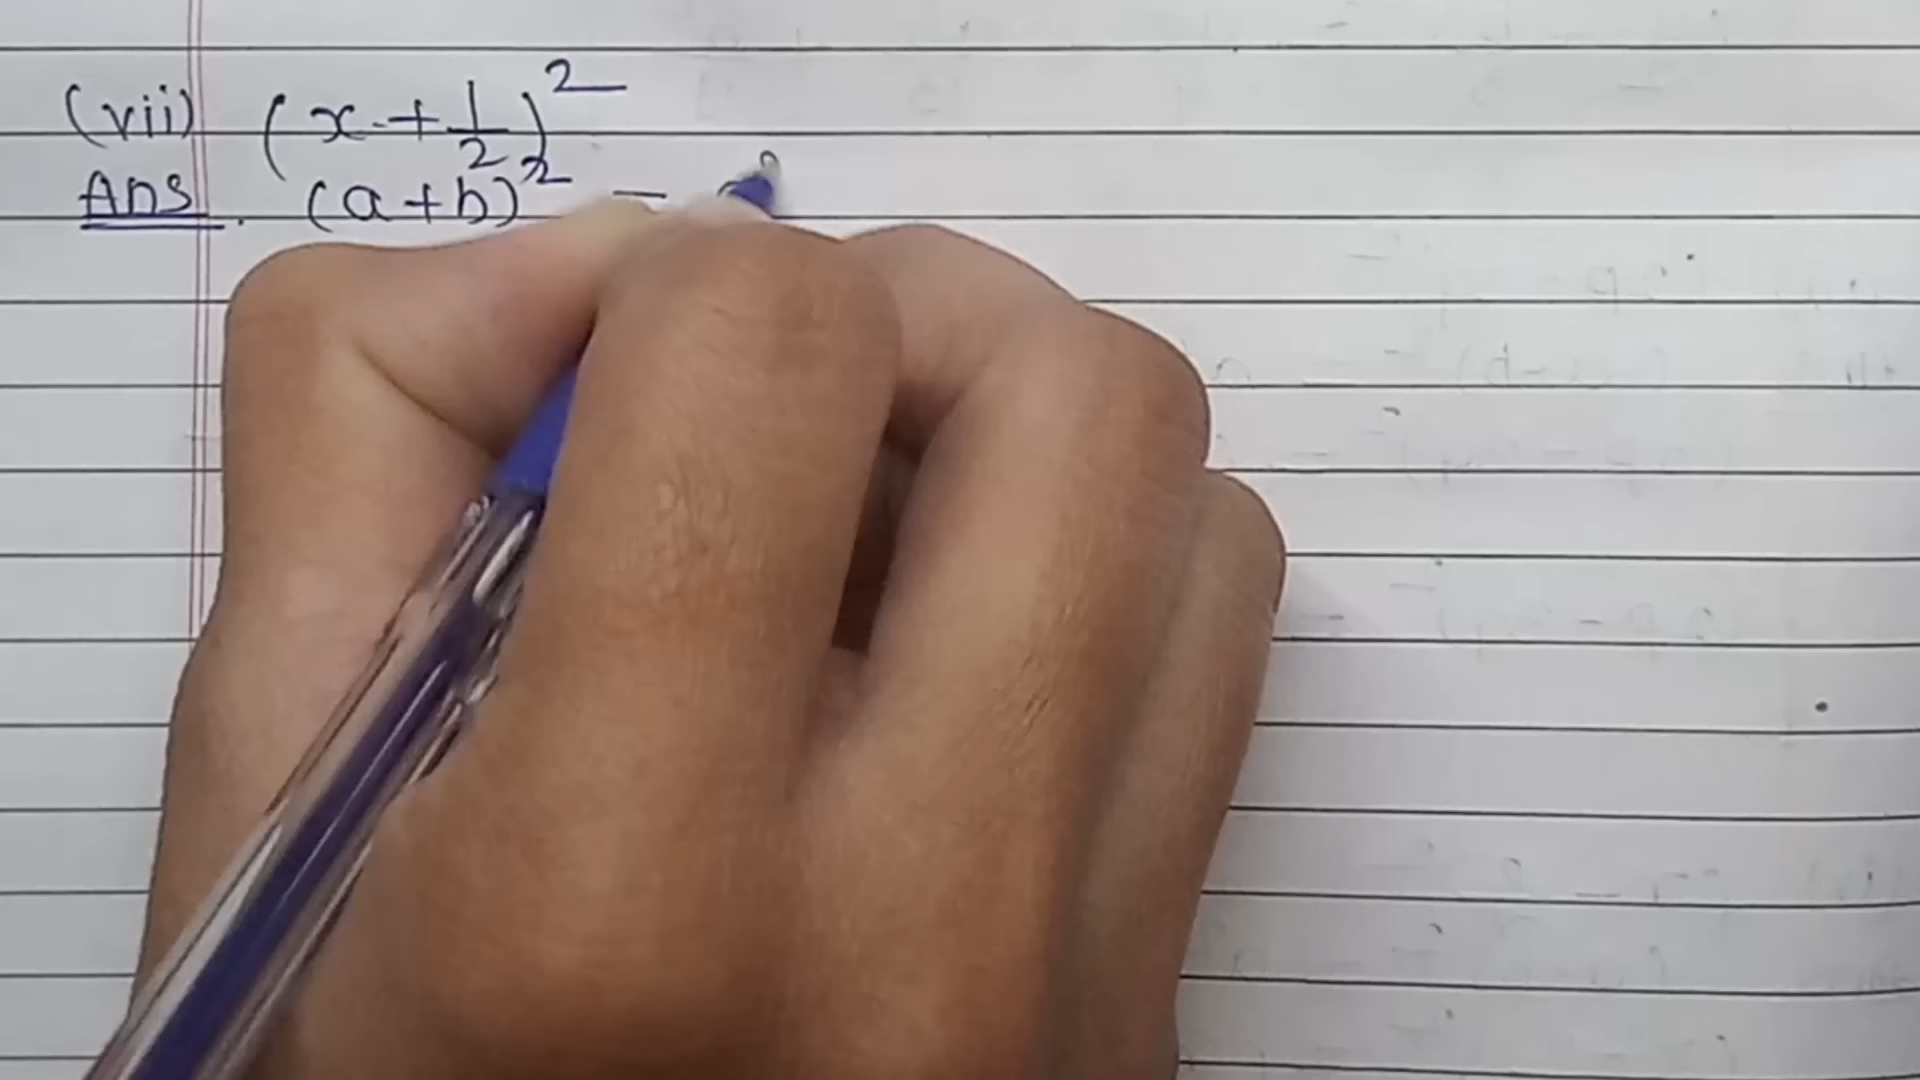 (vii) (x + 1/2)²
Ans. (a+b)² =